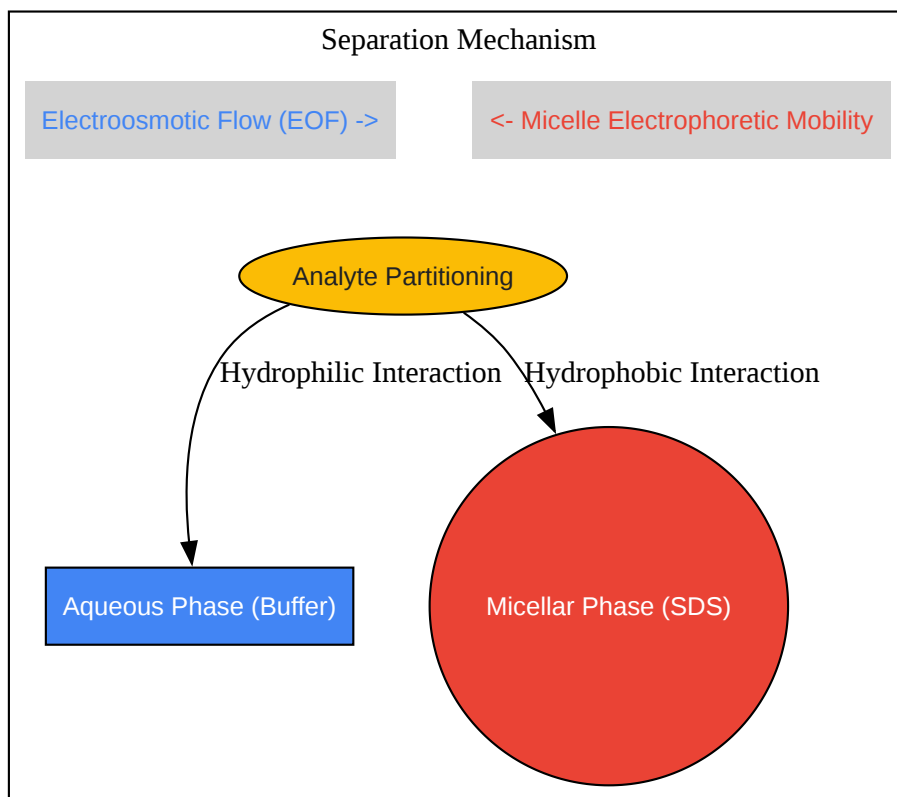 Separation Mechanism
Electroosmotic Flow (EOF) ->
<- Micelle Electrophoretic Mobility
Analyte Partitioning
Hydrophilic Interaction
Hydrophobic Interaction
Aqueous Phase (Buffer)
Micellar Phase (SDS)